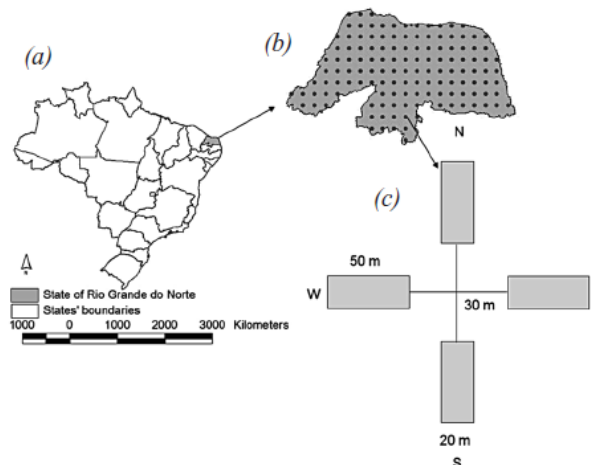 (a)
(b)
N
(c)
50 m
W
30 m
State of Rio Grande do Norte
States' boundaries
1000 0 1000 2000 3000 Kilometers
20 m
S